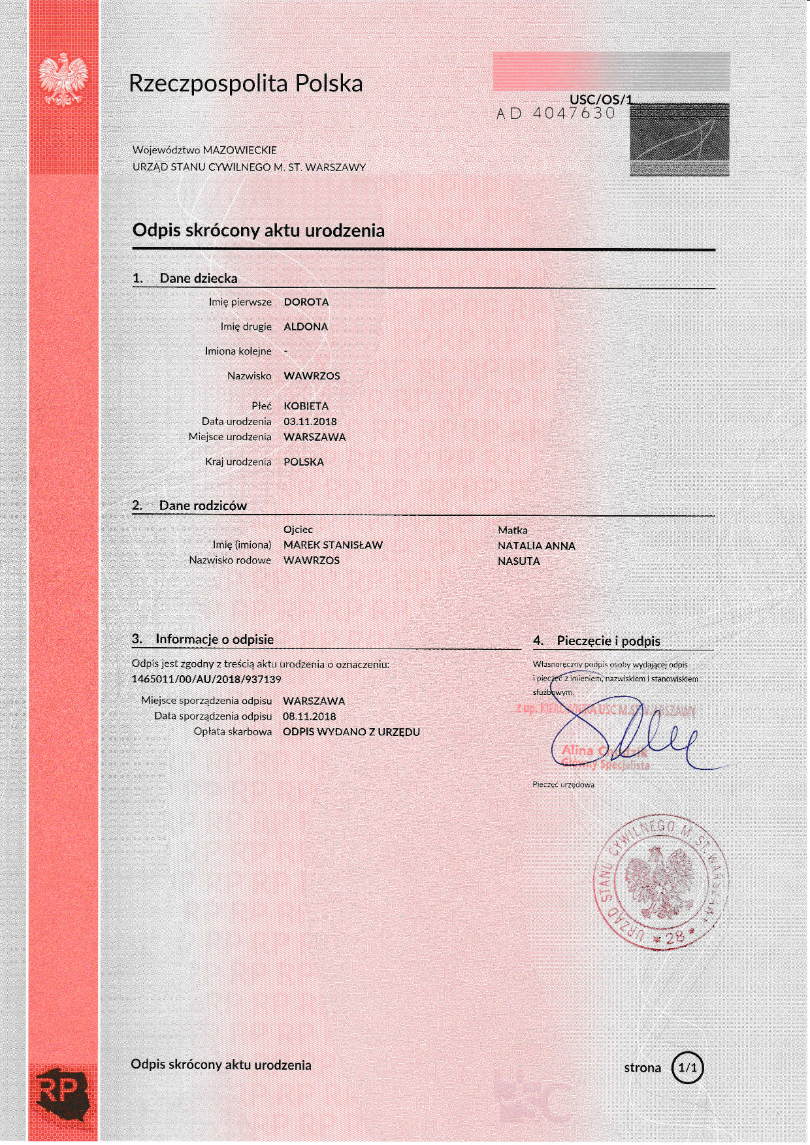 Rzeczpospolita Polska
USC/OS/1
AD 4047630
Województwo MAZOWIECKIE
URZĄD STANU CYWILNEGO M. ST. WARSZAWY
Odpis skrócony aktu urodzenia
1. Dane dziecka
Imię pierwsze DOROTA
Imię drugie ALDONA
Imiona kolejne -
Nazwisko WAWRZOS
Płeć KOBIETA
Data urodzenia 03.11.2018
Miejsce urodzenia WARSZAWA
Kraj urodzenia POLSKA
2. Dane rodziców
Ojciec Matka
Imię (imiona) MAREK STANISŁAW NATALIA ANNA
Nazwisko rodowe WAWRZOS NASUTA
3. Informacje o odpisie
Odpis jest zgodny z treścią aktu urodzenia o oznaczeniu:
1465011/00/AU/2018/937139
Miejsce sporządzenia odpisu WARSZAWA
Data sporządzenia odpisu 08.11.2018
Opłata skarbowa ODPIS WYDANO Z URZĘDU
4. Pieczęcie i podpis
Własnoręczny podpis osoby wydającej odpis
i pieczęć z imieniem, nazwiskiem i stanowiskiem
służbowym.
Z up. USC M.ST. WARSZAWY
Alina
Główny Specjalista
Pieczęć urzędowa
URZĄD STANU CYWILNEGO M. ST. WARSZAWY
* 28 *
Odpis skrócony aktu urodzenia
strona 1/1
RP